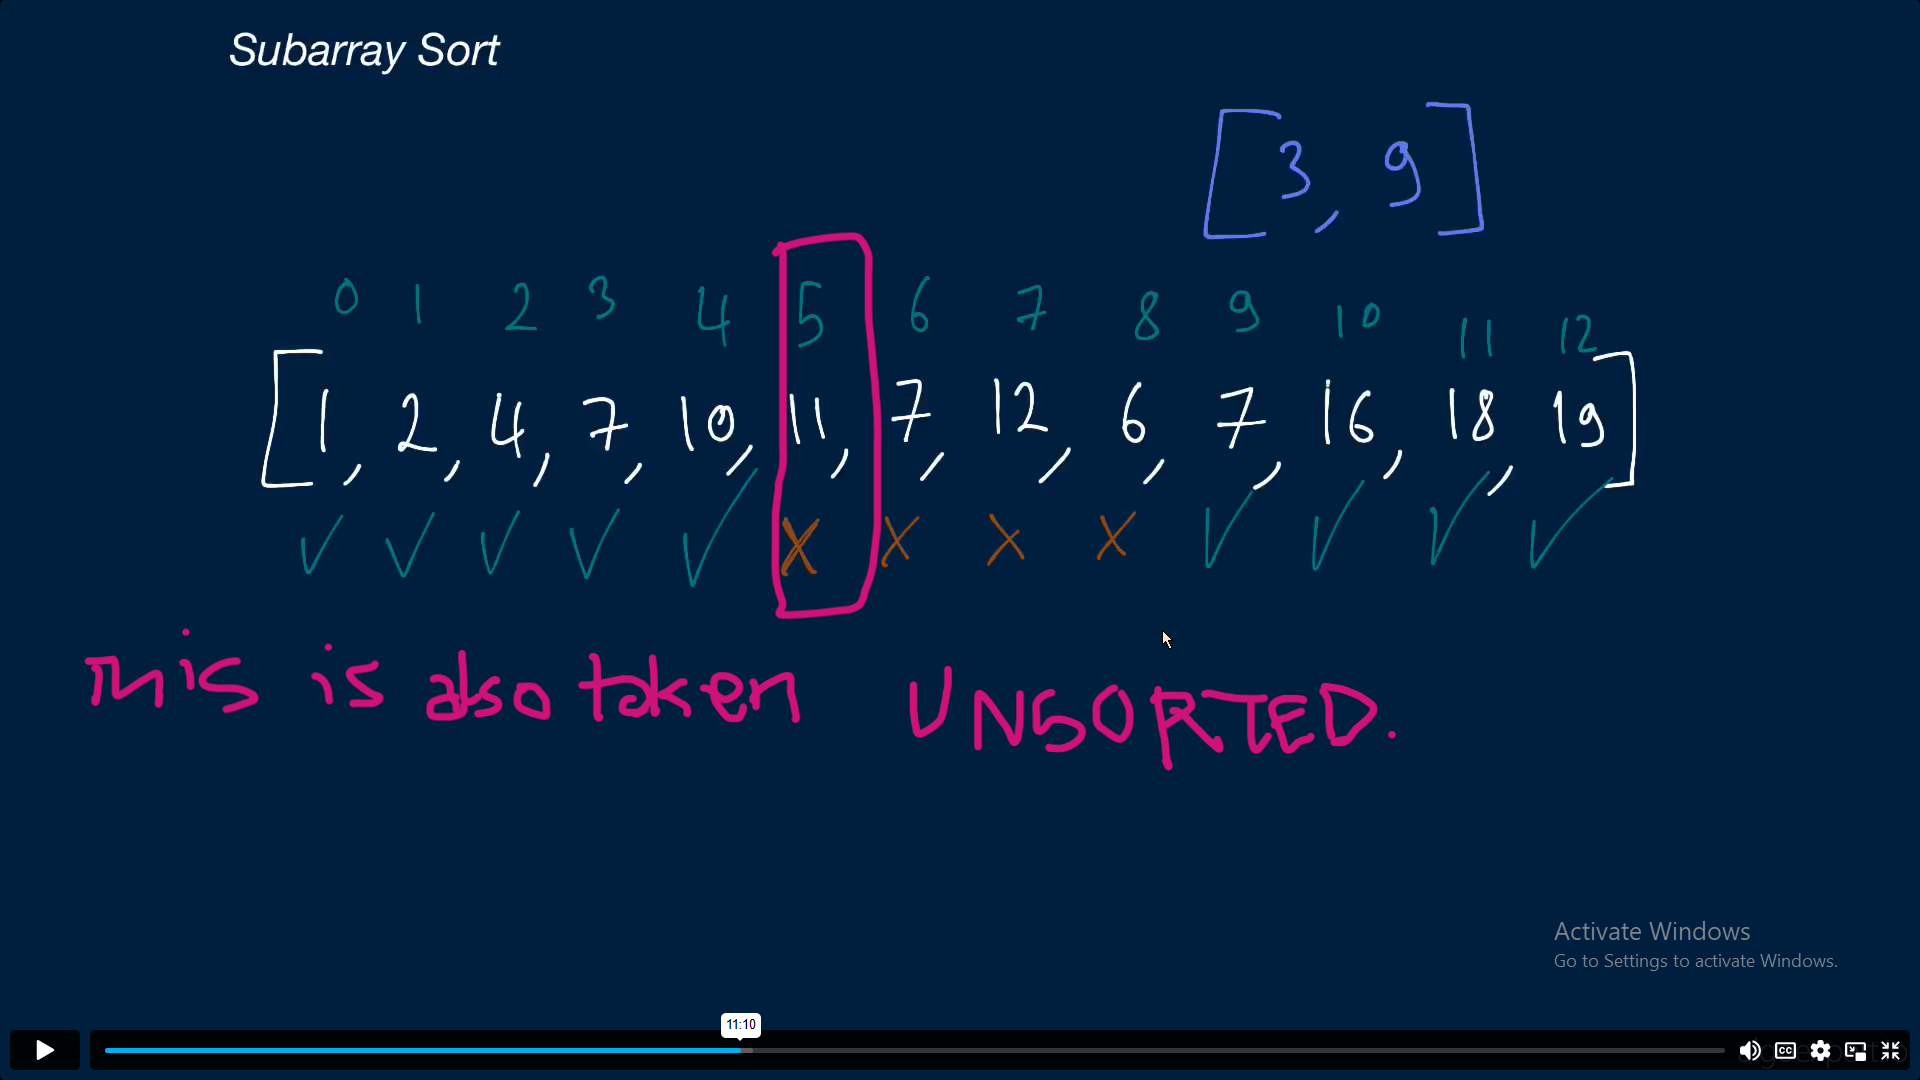 Subarray Sort
[3, 9]
0 1 2 3 4 5 6 7 8 9 10 11 12
[1, 2, 4, 7, 10, 11, 7, 12, 6, 7, 16, 18, 19]
✓ ✓ ✓ ✓ ✓ X X X X ✓ ✓ ✓ ✓
This is also taken UNSORTED.
Activate Windows
Go to Settings to activate Windows.
11:10
CC